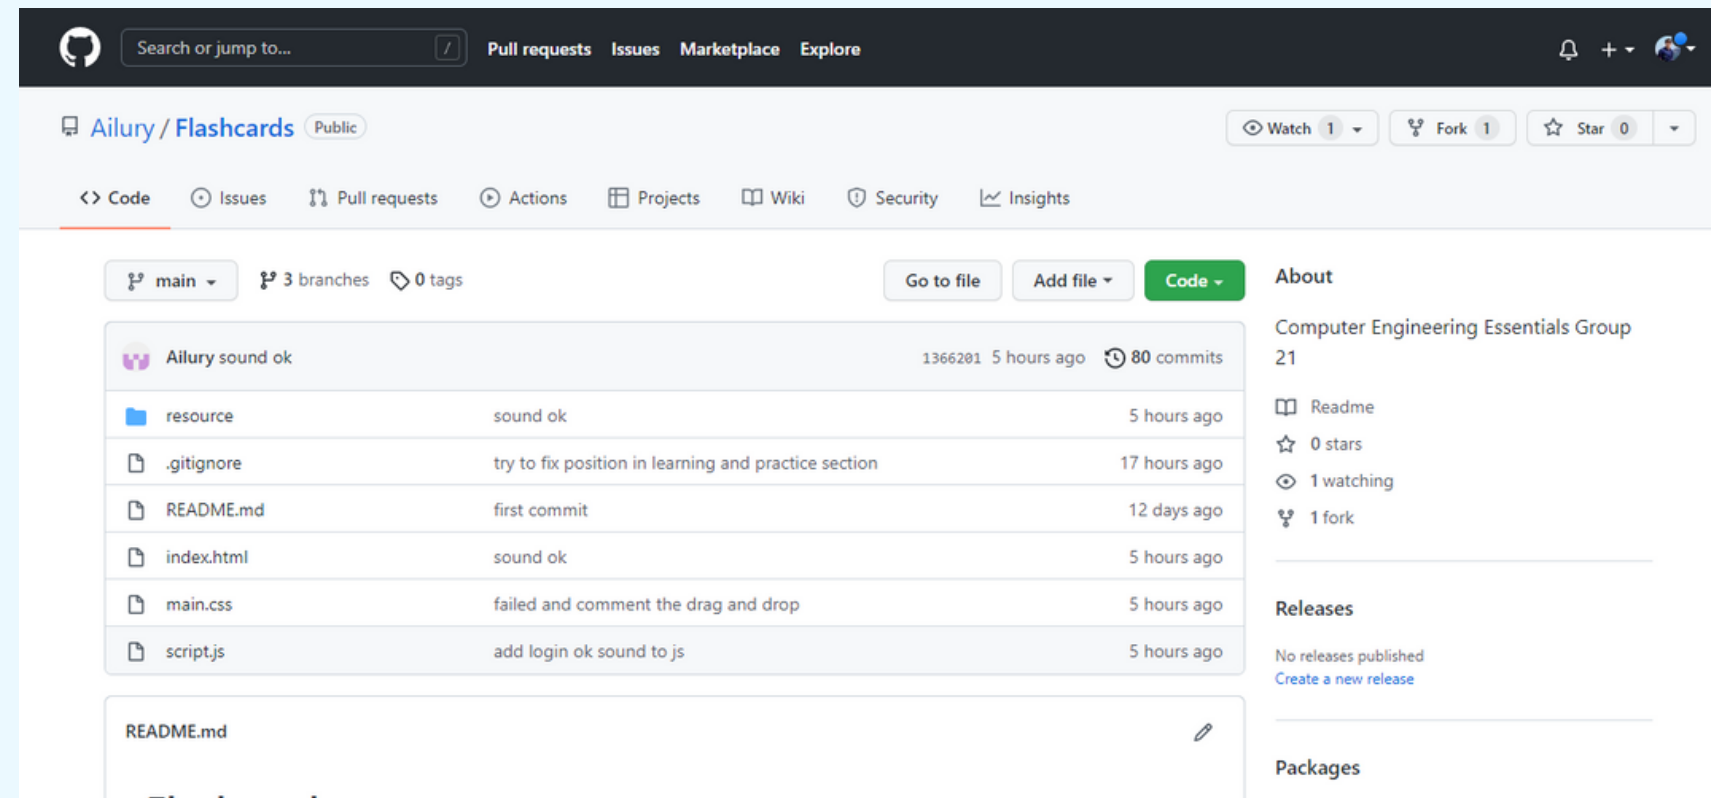 Search or jump to... / Pull requests Issues Marketplace Explore
Ailury / Flashcards Public Watch 1 Fork 1 Star 0
Code Issues Pull requests Actions Projects Wiki Security Insights
main 3 branches 0 tags Go to file Add file Code
Ailury sound ok 1366201 5 hours ago 80 commits
resource sound ok 5 hours ago
.gitignore try to fix position in learning and practice section 17 hours ago
README.md first commit 12 days ago
index.html sound ok 5 hours ago
main.css failed and comment the drag and drop 5 hours ago
script.js add login ok sound to js 5 hours ago
README.md
About
Computer Engineering Essentials Group
21
Readme
0 stars
1 watching
1 fork
Releases
No releases published
Create a new release
Packages